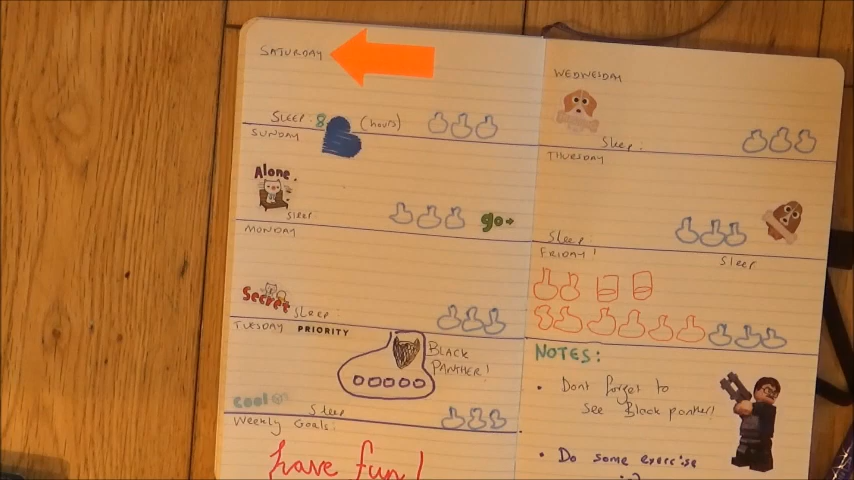 SATURDAY
SLEEP: 8 (hours)
SUNDAY
Alone.
Sleep
go
MONDAY
Secret
SLEEP:
TUESDAY PRIORITY
BLACK
PANTHER!
cool
Sleep
Weekly Goals:
have fun!
WEDNESDAY
Sleep:
THURSDAY
Sleep:
Sleep
FRIDAY!
NOTES:
• Dont forget to
see Black panther!
• Do some exercise